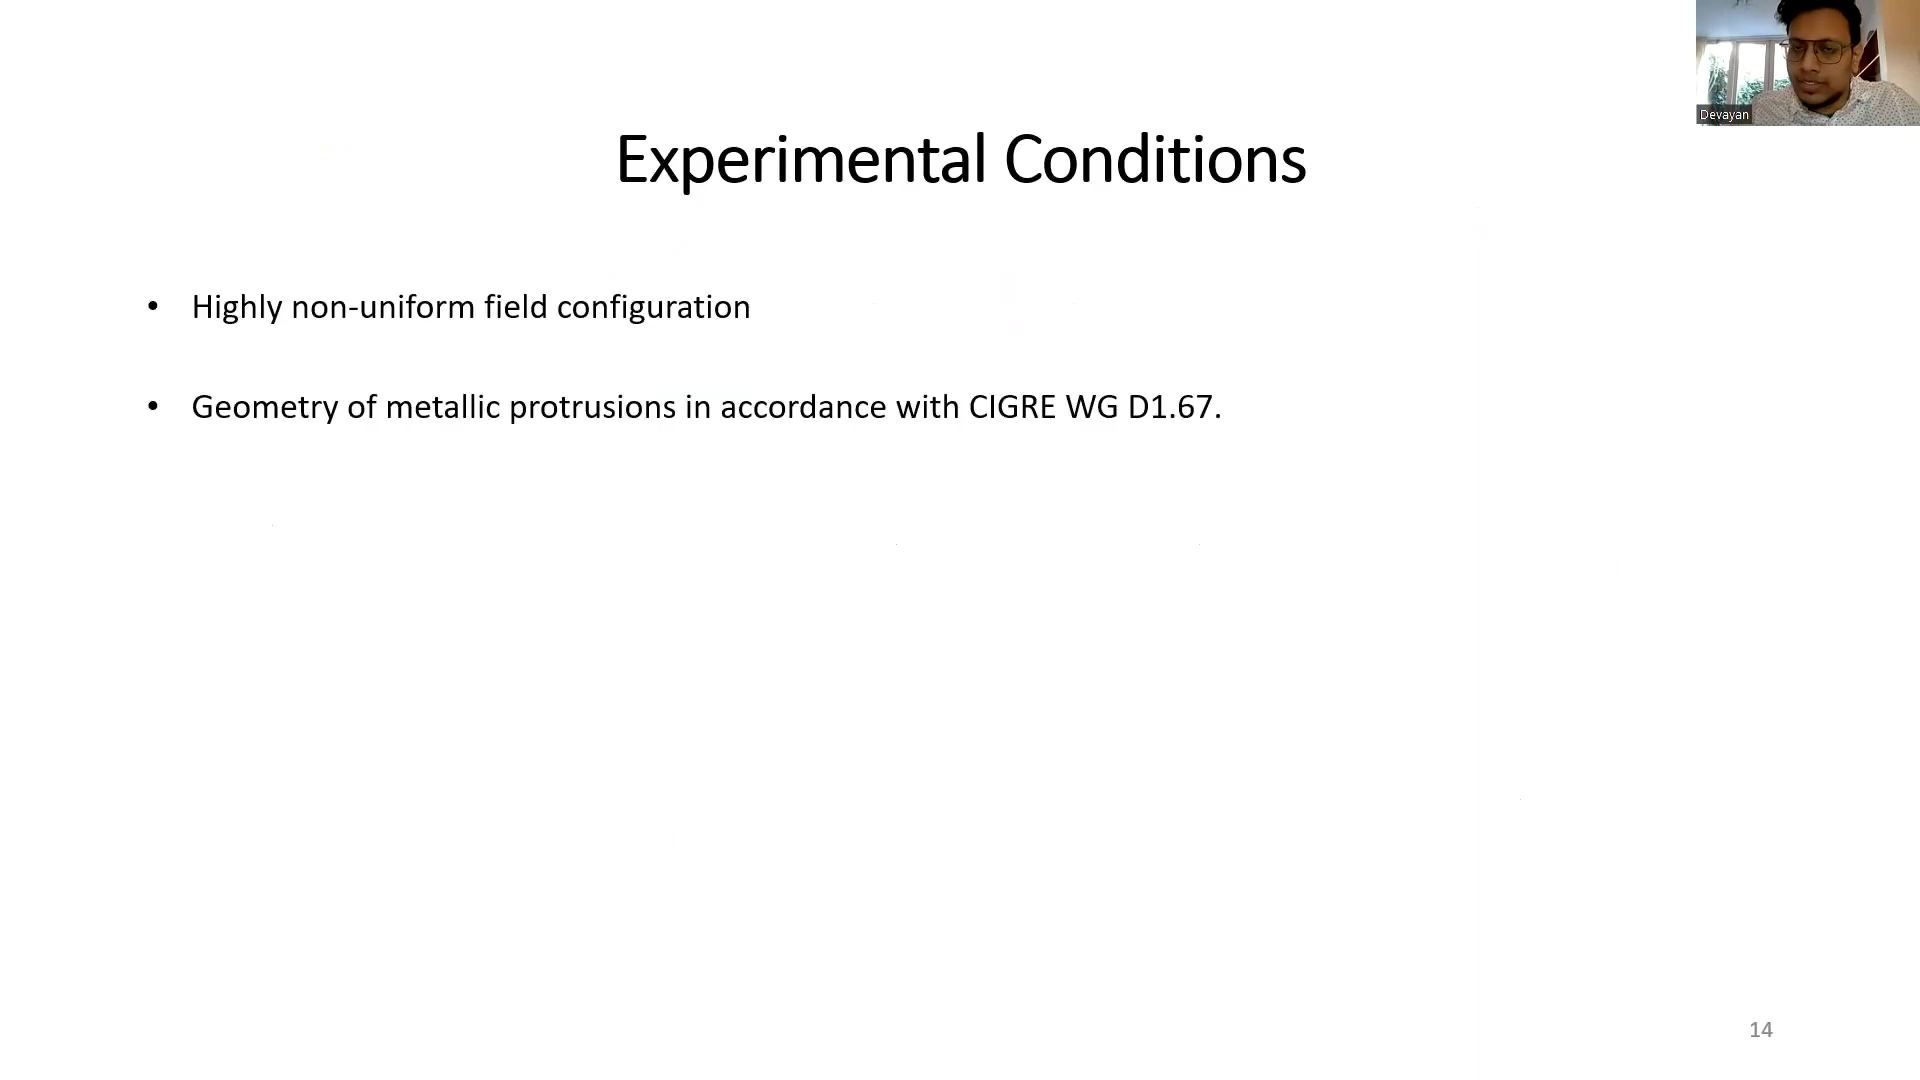 Devayan
Experimental Conditions
• Highly non-uniform field configuration
• Geometry of metallic protrusions in accordance with CIGRE WG D1.67.
14